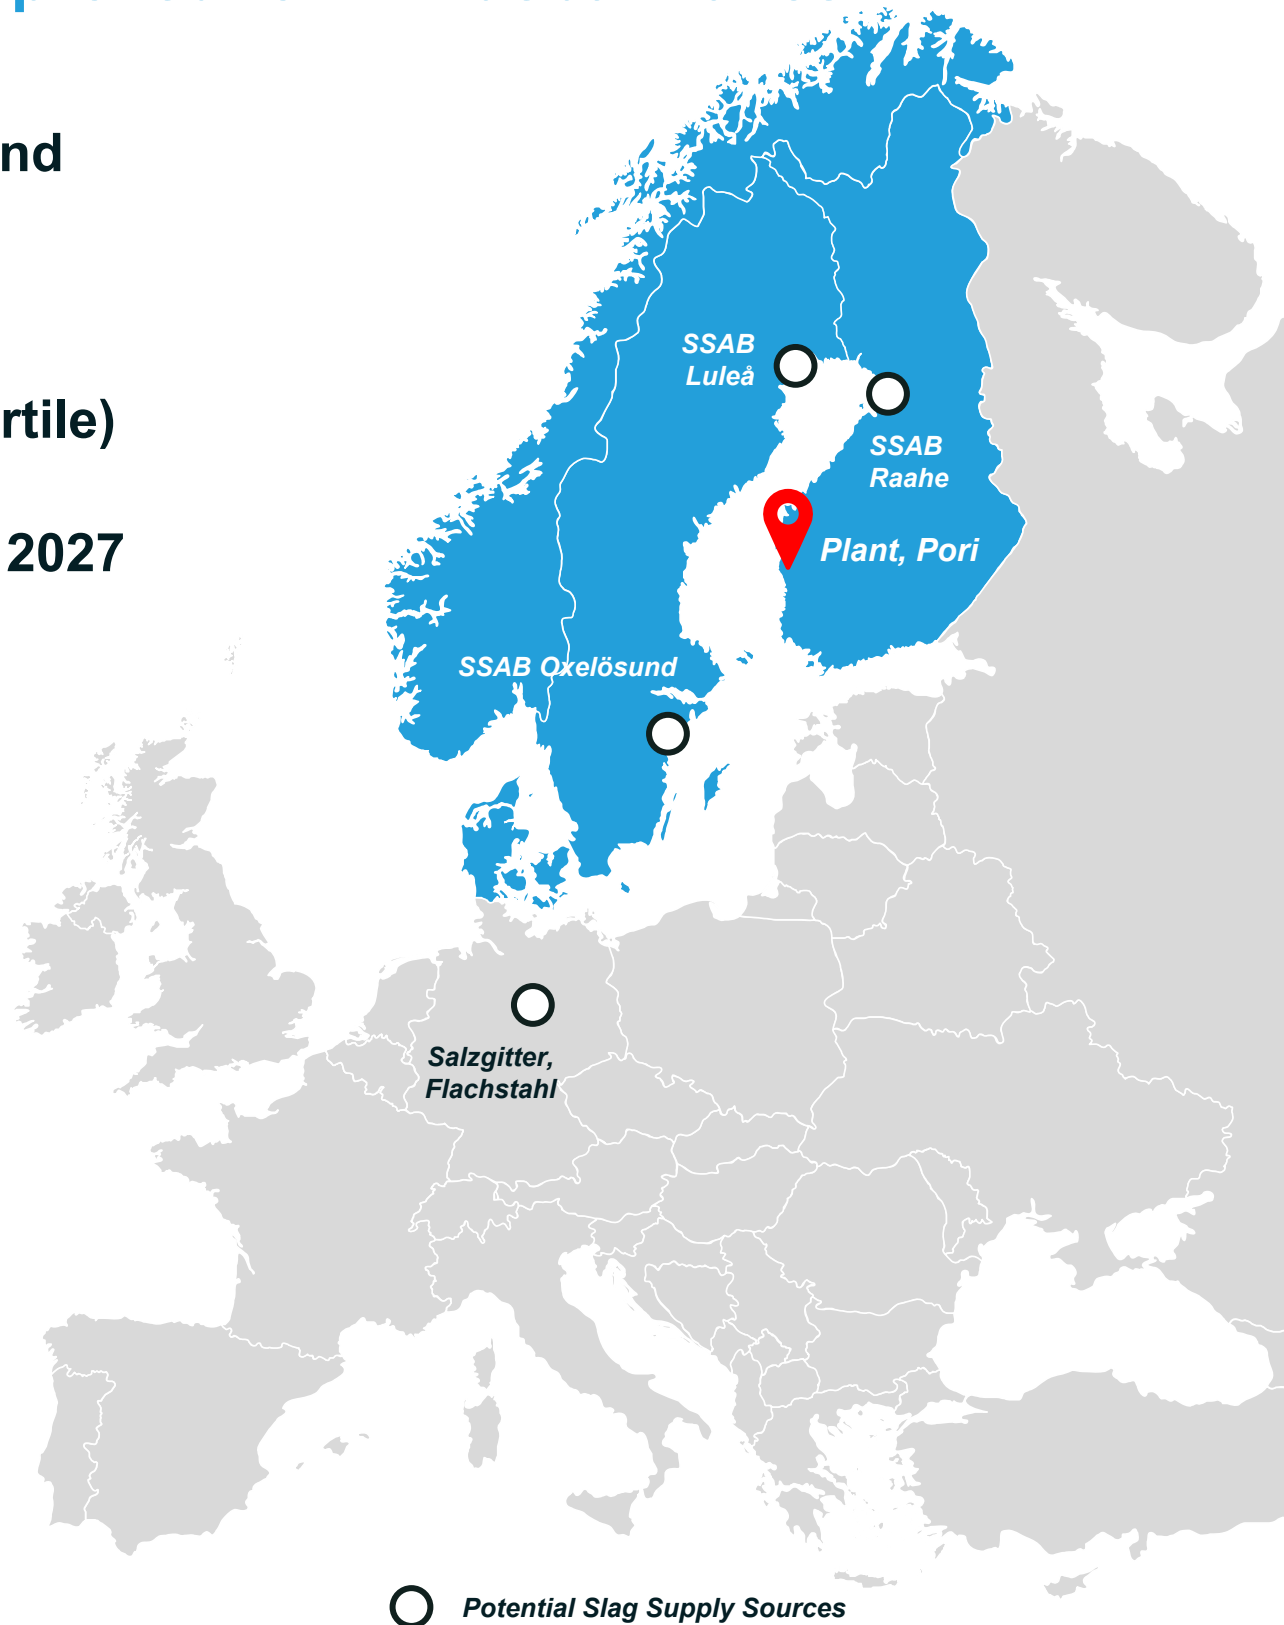 nd
rtile)
2027
SSAB
Luleå
SSAB
Raahe
Plant, Pori
SSAB Oxelösund
Salzgitter,
Flachstahl
Potential Slag Supply Sources